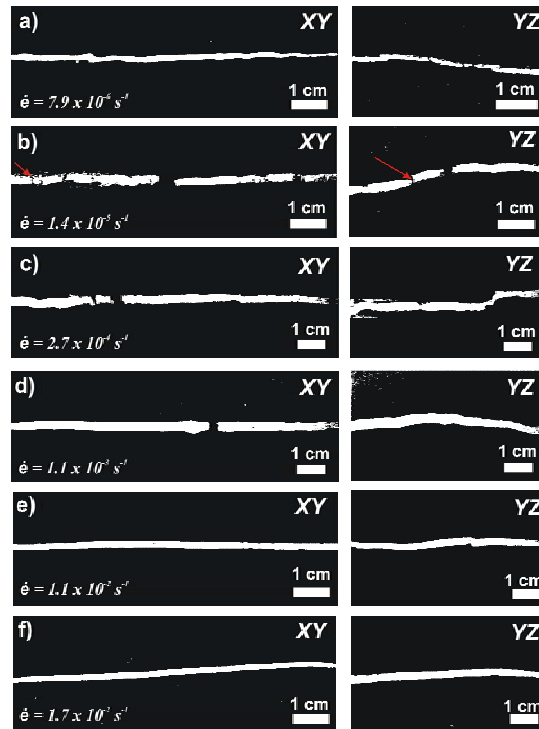 a) XY YZ
1 cm 1 cm
ė = 7.9 x 10⁻⁶ s⁻¹
b) XY YZ
1 cm 1 cm
ė = 1.4 x 10⁻⁵ s⁻¹
c) XY YZ
1 cm 1 cm
ė = 2.7 x 10⁻⁴ s⁻¹
d) XY YZ
1 cm 1 cm
ė = 1.1 x 10⁻³ s⁻¹
e) XY YZ
1 cm 1 cm
ė = 1.1 x 10⁻² s⁻¹
f) XY YZ
1 cm 1 cm
ė = 1.7 x 10⁻² s⁻¹